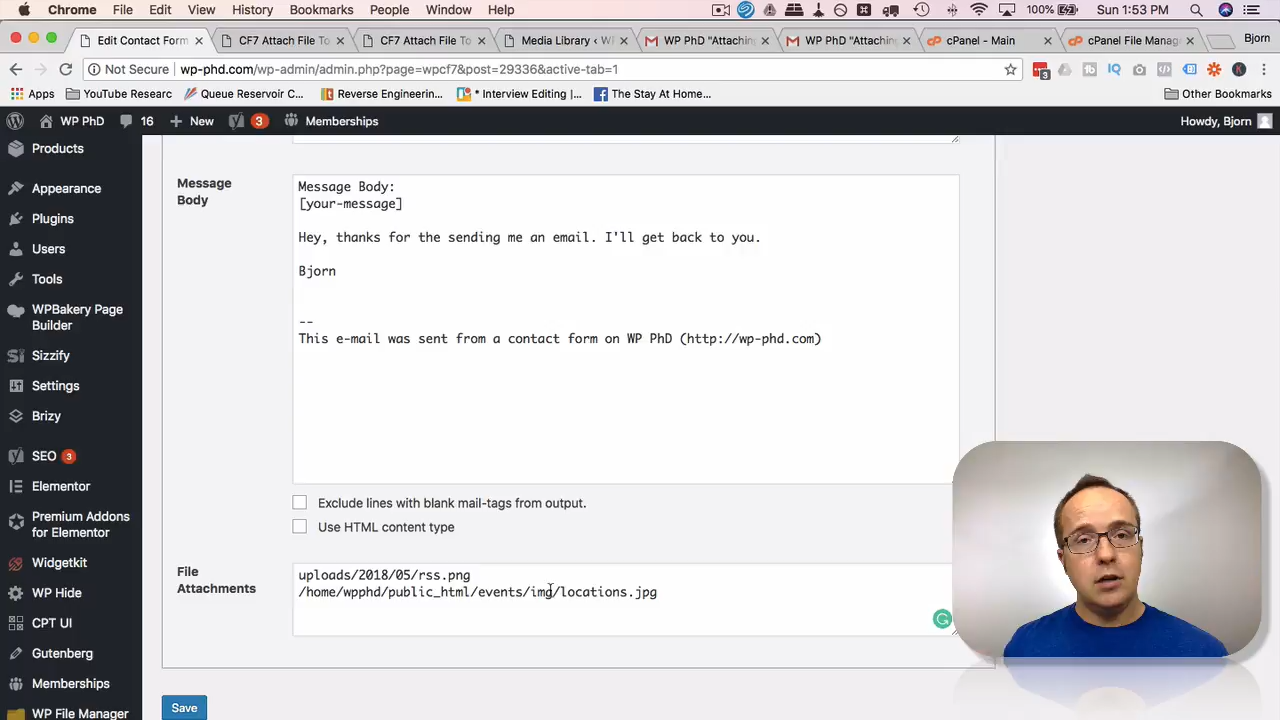 Chrome File Edit View History Bookmarks People Window Help 100% Sun 1:53 PM
Edit Contact Form CF7 Attach File To CF7 Attach File To Media Library ‹ W WP PhD "Attachin WP PhD "Attachin cPanel - Main cPanel File Manag Bjorn
Not Secure wp-phd.com/wp-admin/admin.php?page=wpcf7&post=29336&active-tab=1
Apps YouTube Researc Queue Reservoir C... Reverse Engineerin... * Interview Editing |... The Stay At Home... Other Bookmarks
WP PhD 16 New 3 Memberships Howdy, Bjorn
Products
Appearance
Plugins
Users
Tools
WPBakery Page
Builder
Sizzify
Settings
Brizy
SEO 3
Elementor
Premium Addons
for Elementor
Widgetkit
WP Hide
CPT UI
Gutenberg
Memberships
WP File Manager
Message
Body
Message Body:
[your-message]
Hey, thanks for the sending me an email. I'll get back to you.
Bjorn
--
This e-mail was sent from a contact form on WP PhD (http://wp-phd.com)
Exclude lines with blank mail-tags from output.
Use HTML content type
File
Attachments
uploads/2018/05/rss.png
/home/wpphd/public_html/events/img/locations.jpg
Save